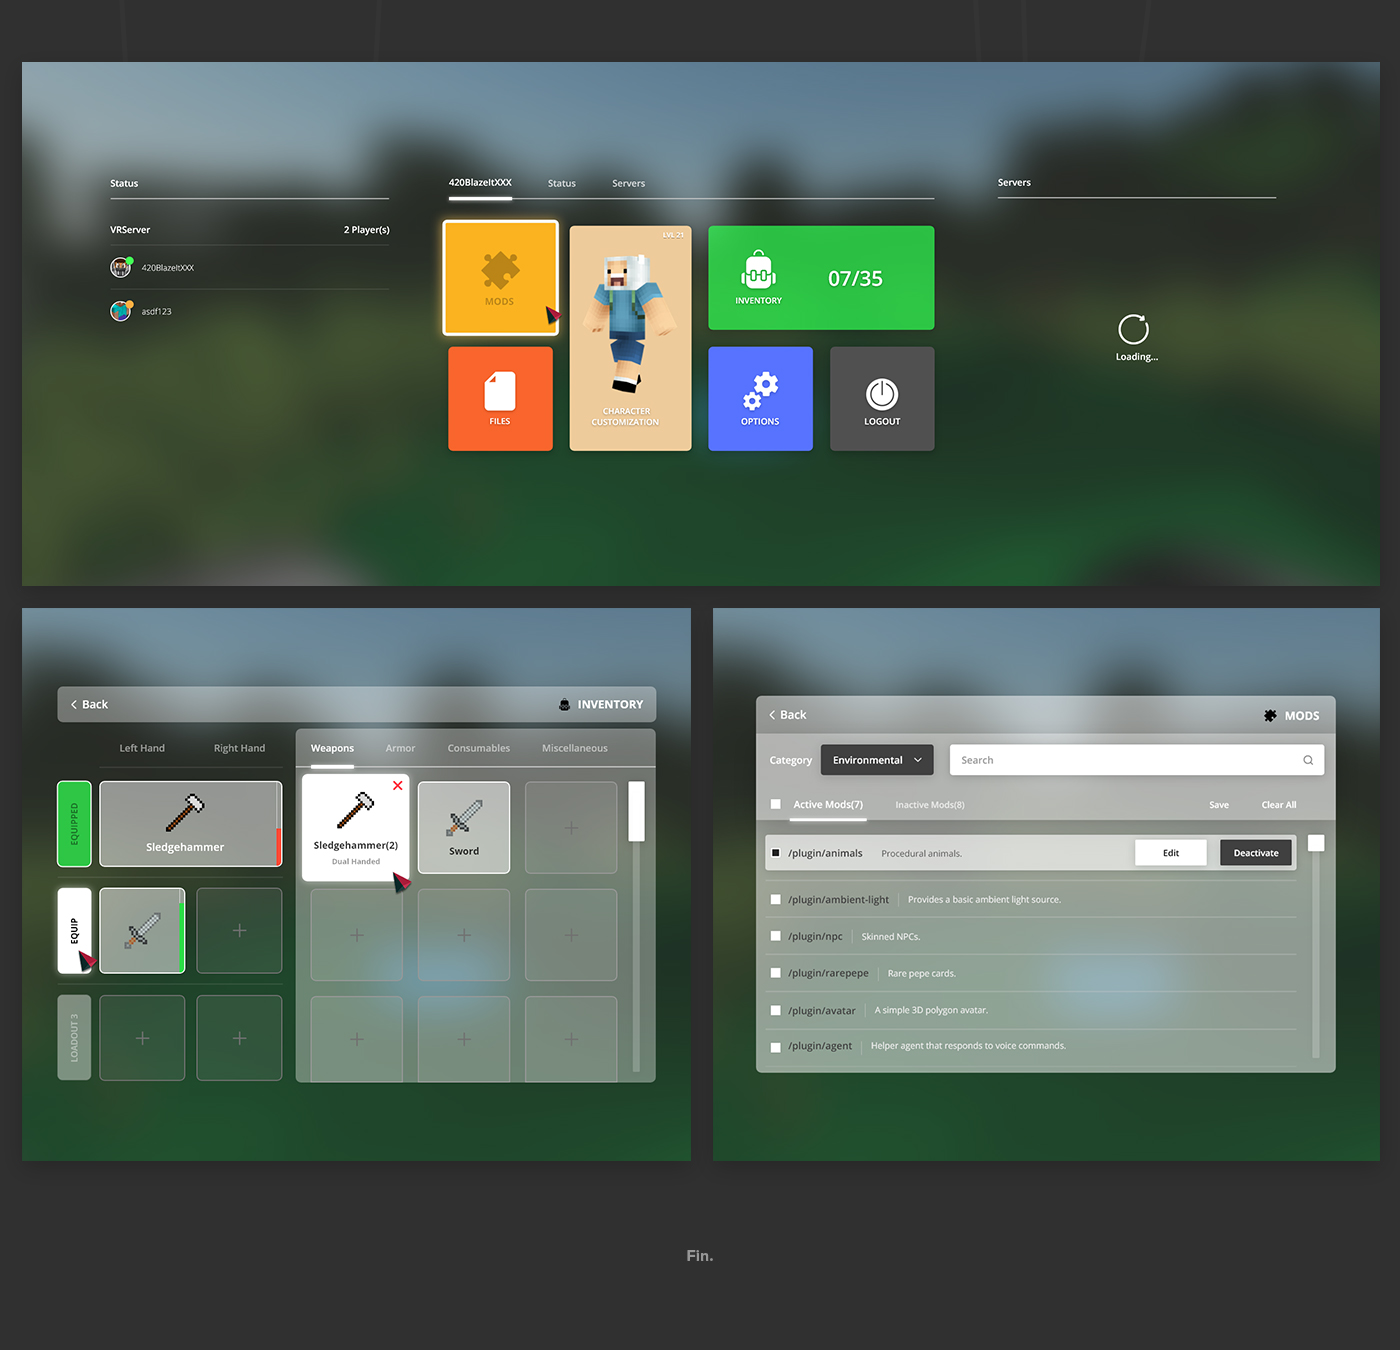 Status
VRServer 2 Player(s)
420BlazeItXXX
asdf123
420BlazeItXXX Status Servers
MODS
LVL 21
CHARACTER
CUSTOMIZATION
INVENTORY
07/35
FILES
OPTIONS
LOGOUT
Servers
Loading...
Back
INVENTORY
Left Hand Right Hand
EQUIPPED
Sledgehammer
EQUIP
LOADOUT 3
Weapons Armor Consumables Miscellaneous
Sledgehammer(2)
Dual Handed
Sword
Back
MODS
Category Environmental Search
Active Mods(7) Inactive Mods(8) Save Clear All
/plugin/animals Procedural animals. Edit Deactivate
/plugin/ambient-light Provides a basic ambient light source.
/plugin/npc Skinned NPCs.
/plugin/rarepepe Rare pepe cards.
/plugin/avatar A simple 3D polygon avatar.
/plugin/agent Helper agent that responds to voice commands.
Fin.